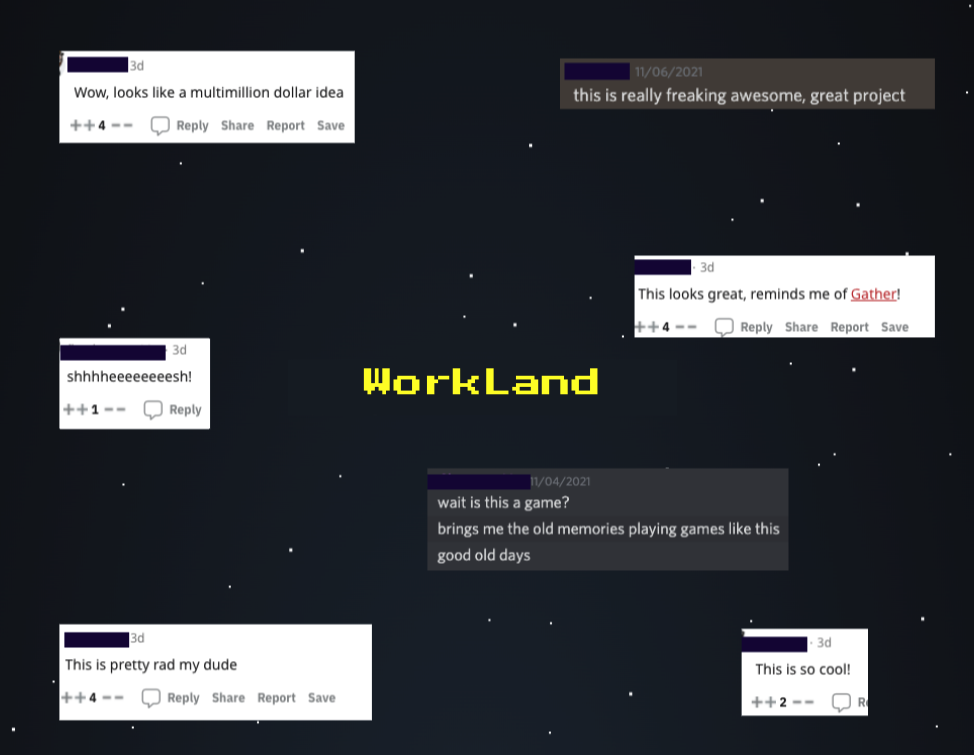 3d
Wow, looks like a multimillion dollar idea
++ 4 -- Reply Share Report Save
11/06/2021
this is really freaking awesome, great project
· 3d
This looks great, reminds me of Gather!
++ 4 -- Reply Share Report Save
3d
shhhheeeeeeeesh!
++ 1 -- Reply
WorkLand
11/04/2021
wait is this a game?
brings me the old memories playing games like this
good old days
3d
This is pretty rad my dude
++ 4 -- Reply Share Report Save
· 3d
This is so cool!
++ 2 -- R